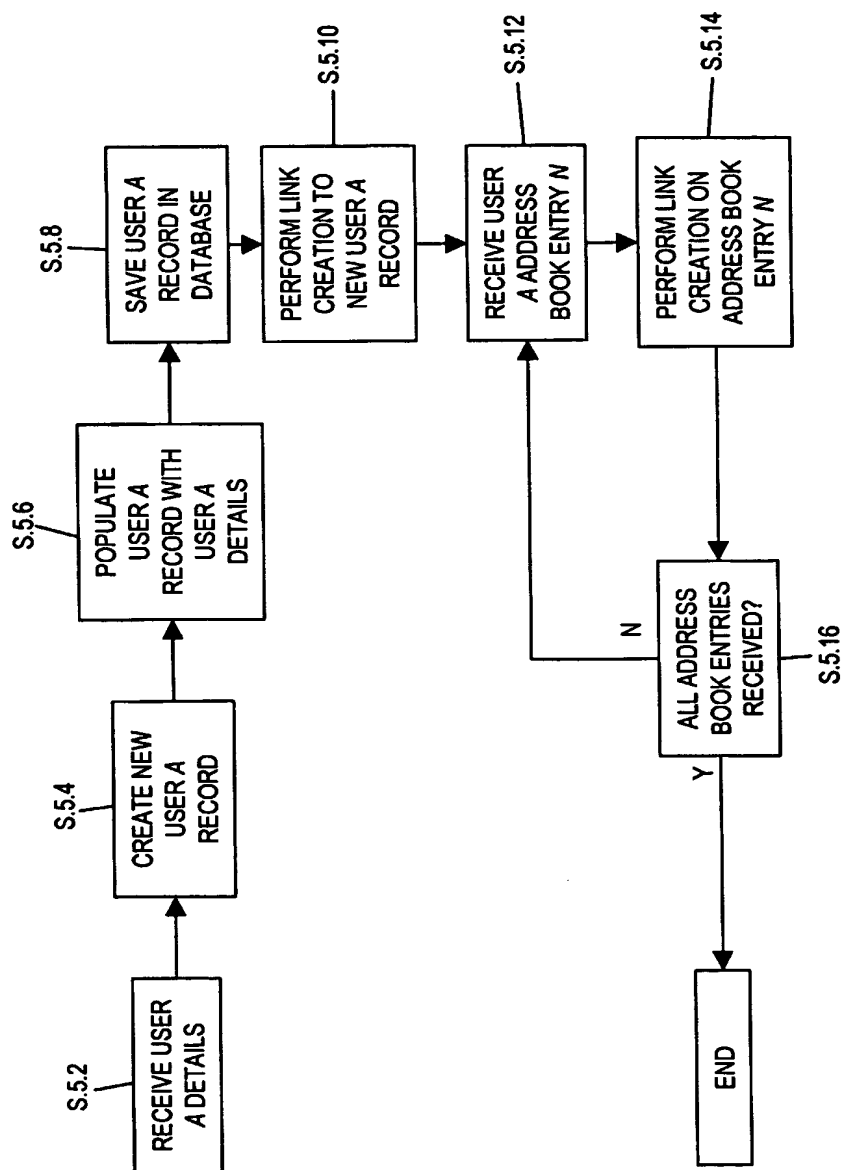 S.5.2
RECEIVE USER
A DETAILS
S.5.4
CREATE NEW
USER A
RECORD
S.5.6
POPULATE
USER A
RECORD WITH
USER A
DETAILS
S.5.8
SAVE USER A
RECORD IN
DATABASE
S.5.10
PERFORM LINK
CREATION TO
NEW USER A
RECORD
S.5.12
RECEIVE USER
A ADDRESS
BOOK ENTRY N
S.5.14
PERFORM LINK
CREATION ON
ADDRESS BOOK
ENTRY N
ALL ADDRESS
BOOK ENTRIES
RECEIVED?
S.5.16
N
Y
END